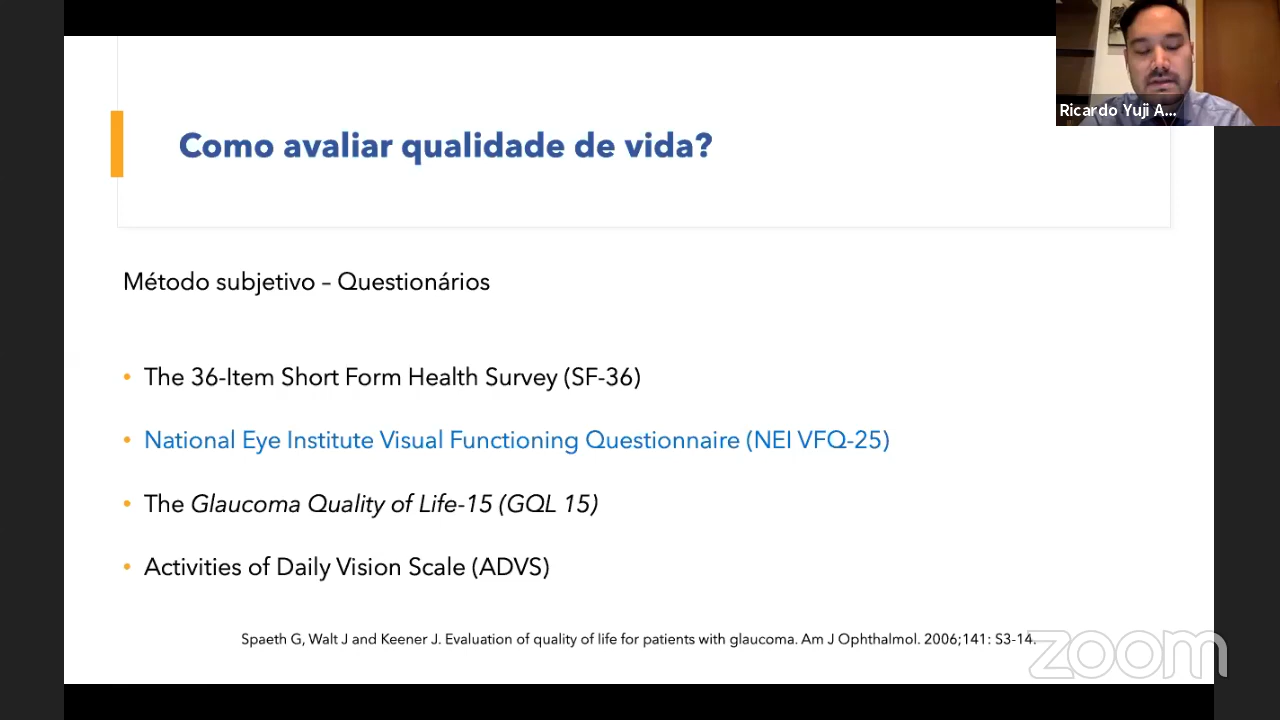 Ricardo Yuji A...
Como avaliar qualidade de vida?
Método subjetivo – Questionários
• The 36-Item Short Form Health Survey (SF-36)
• National Eye Institute Visual Functioning Questionnaire (NEI VFQ-25)
• The Glaucoma Quality of Life-15 (GQL 15)
• Activities of Daily Vision Scale (ADVS)
Spaeth G, Walt J and Keener J. Evaluation of quality of life for patients with glaucoma. Am J Ophthalmol. 2006;141: S3-14.
zoom